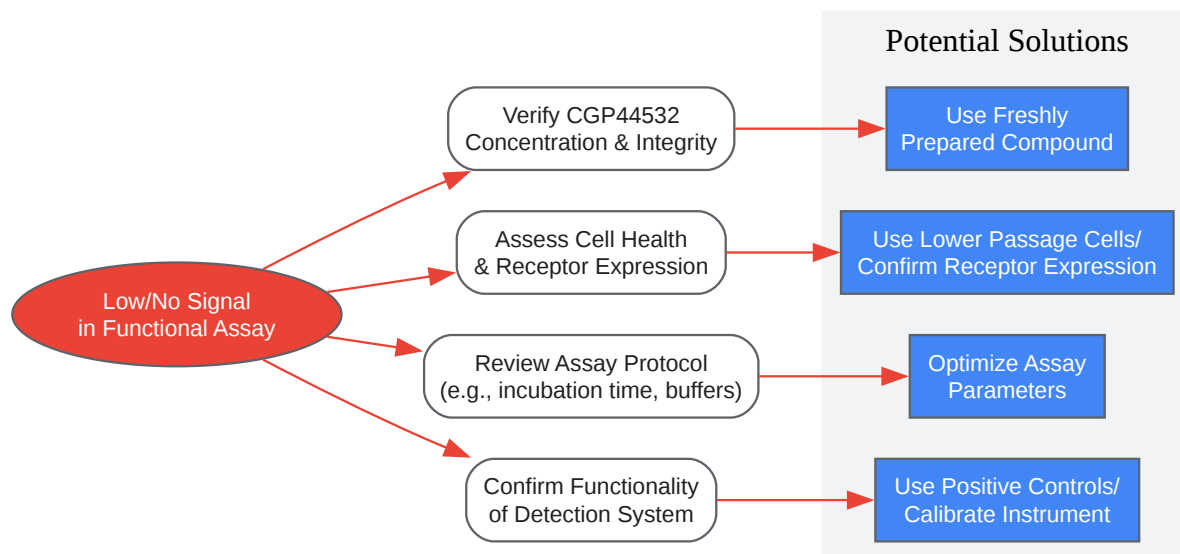 Potential Solutions
Verify CGP44532
Concentration & Integrity
Use Freshly
Prepared Compound
Assess Cell Health
& Receptor Expression
Use Lower Passage Cells/
Confirm Receptor Expression
Low/No Signal
in Functional Assay
Review Assay Protocol
(e.g., incubation time, buffers)
Optimize Assay
Parameters
Confirm Functionality
of Detection System
Use Positive Controls/
Calibrate Instrument